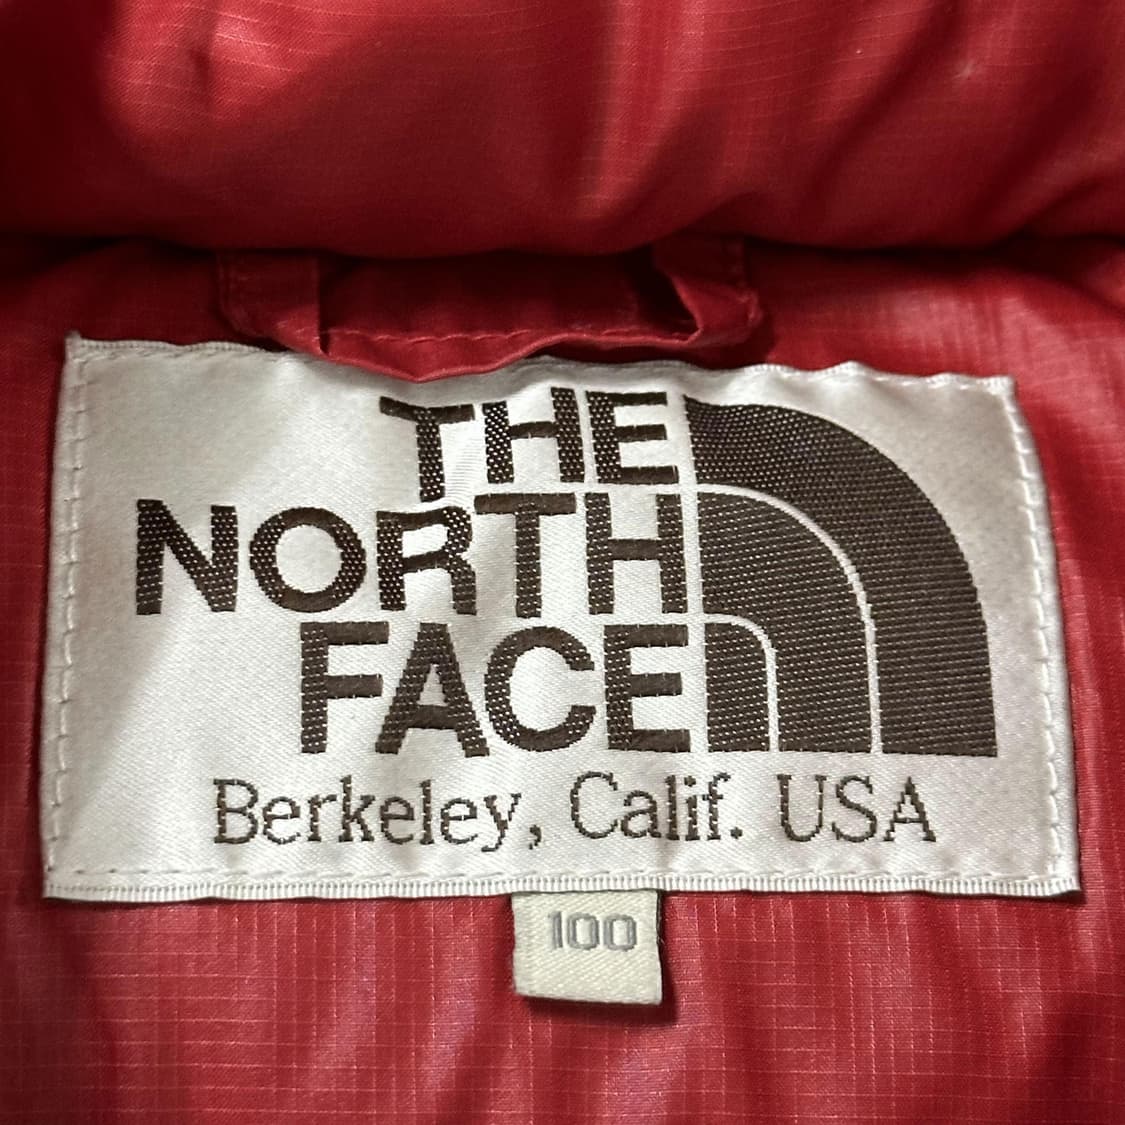 THE
NORTH
FACE
Berkeley, Calif. USA
100